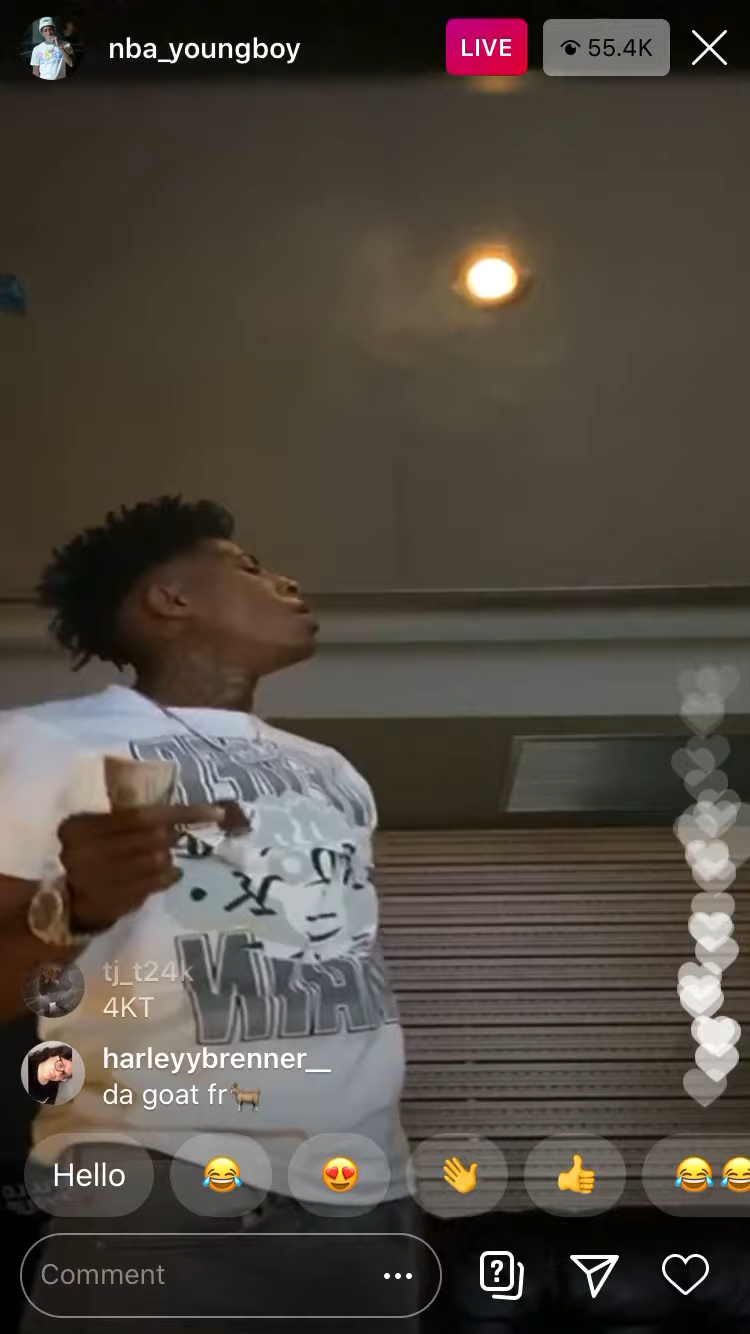 nba_youngboy
LIVE
55.4K
tj_t24k
4KT
harleyybrenner__
da goat fr🐐
Hello
😂
😍
👋
👍
😂😂
Comment